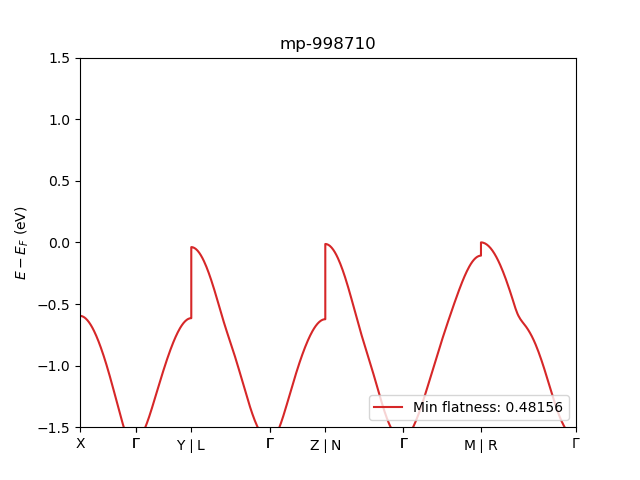 mp-998710
1.5
1.0
0.5
0.0
−0.5
−1.0
−1.5
E − E_F (eV)
X
Γ
Y | L
Γ
Z | N
Γ
M | R
Γ
Min flatness: 0.48156